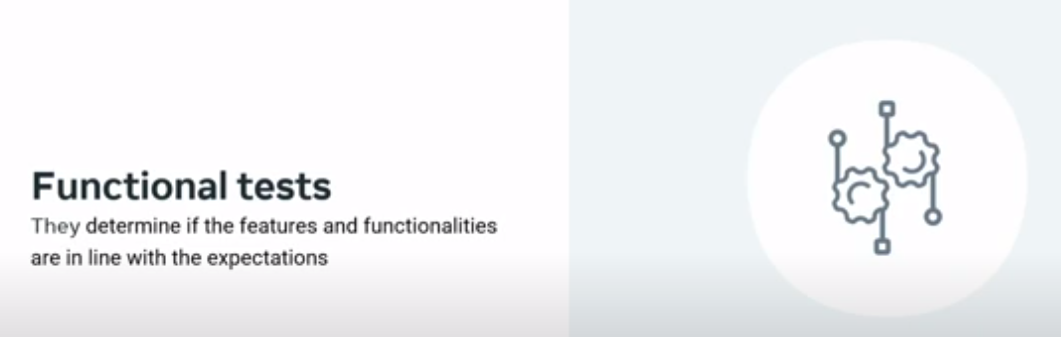 Functional tests
They determine if the features and functionalities
are in line with the expectations